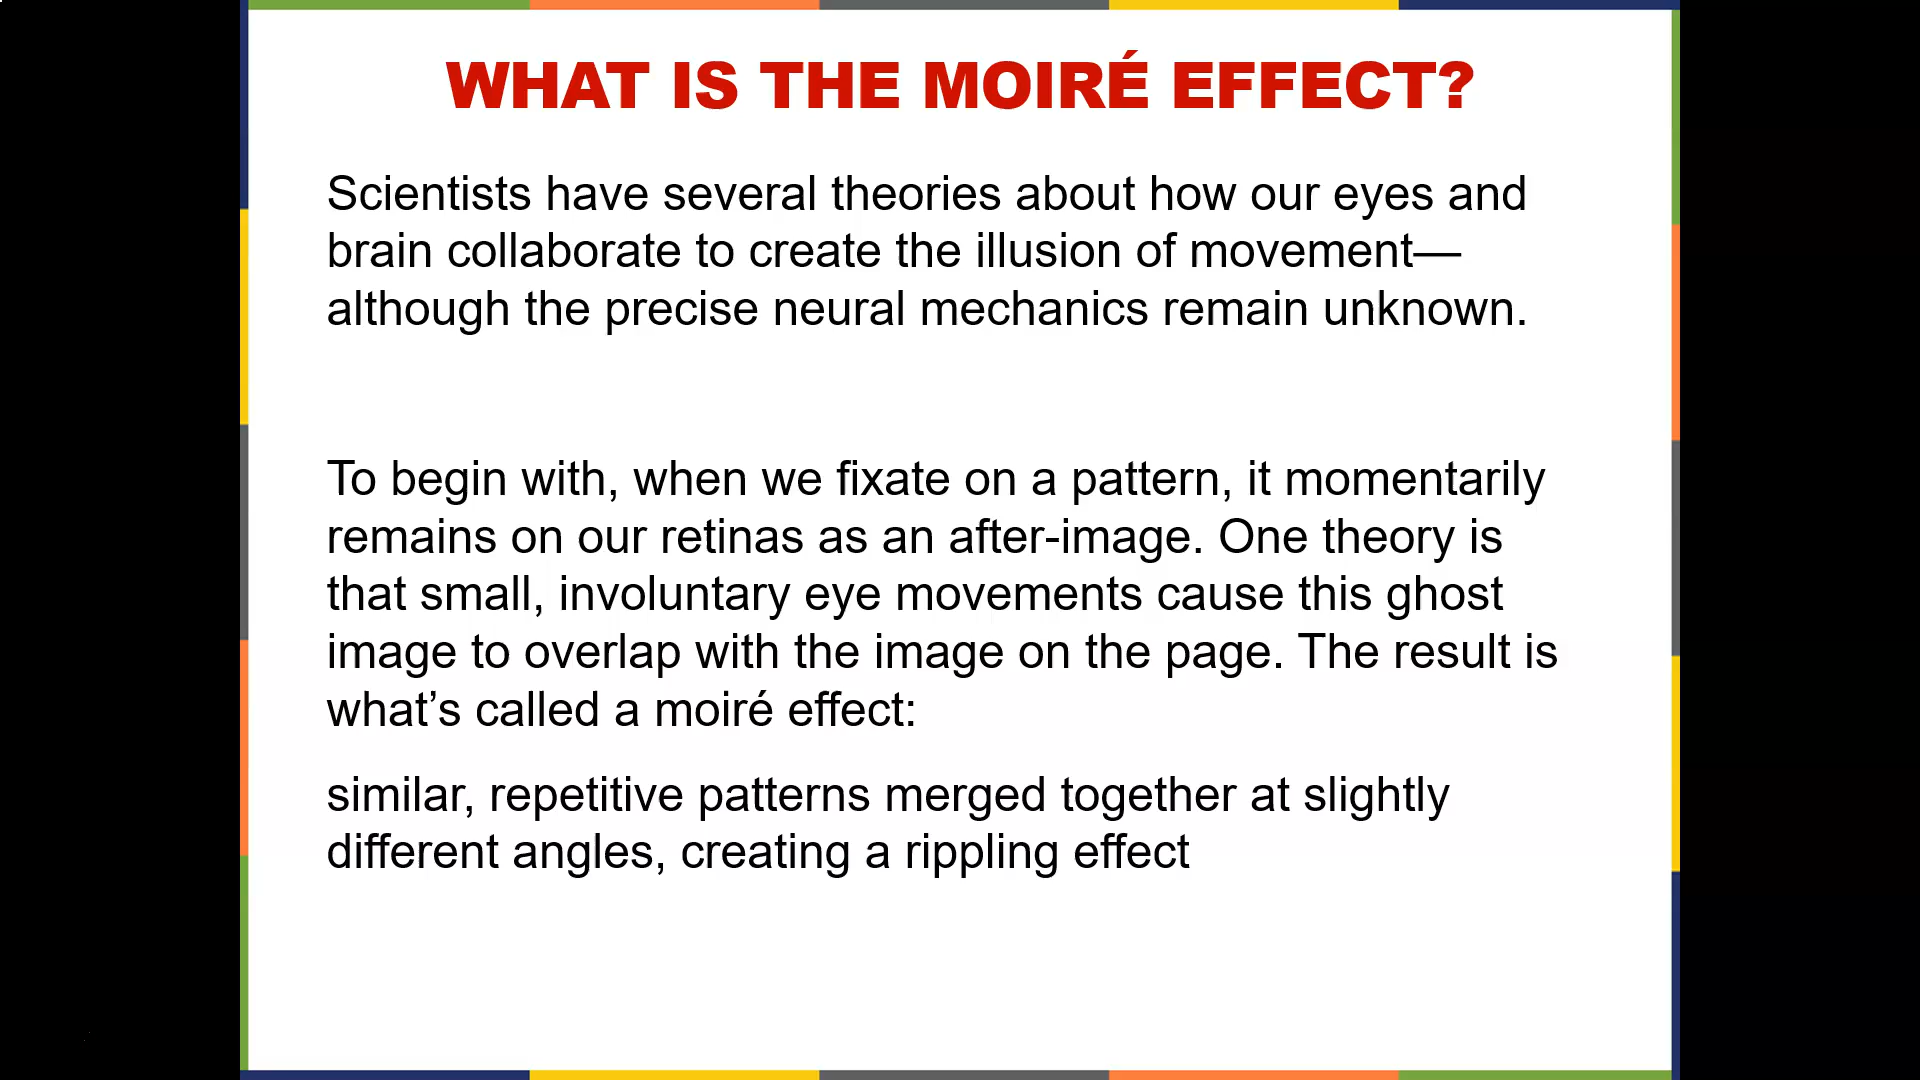 WHAT IS THE MOIRÉ EFFECT?
Scientists have several theories about how our eyes and
brain collaborate to create the illusion of movement—
although the precise neural mechanics remain unknown.
To begin with, when we fixate on a pattern, it momentarily
remains on our retinas as an after-image. One theory is
that small, involuntary eye movements cause this ghost
image to overlap with the image on the page. The result is
what’s called a moiré effect:
similar, repetitive patterns merged together at slightly
different angles, creating a rippling effect